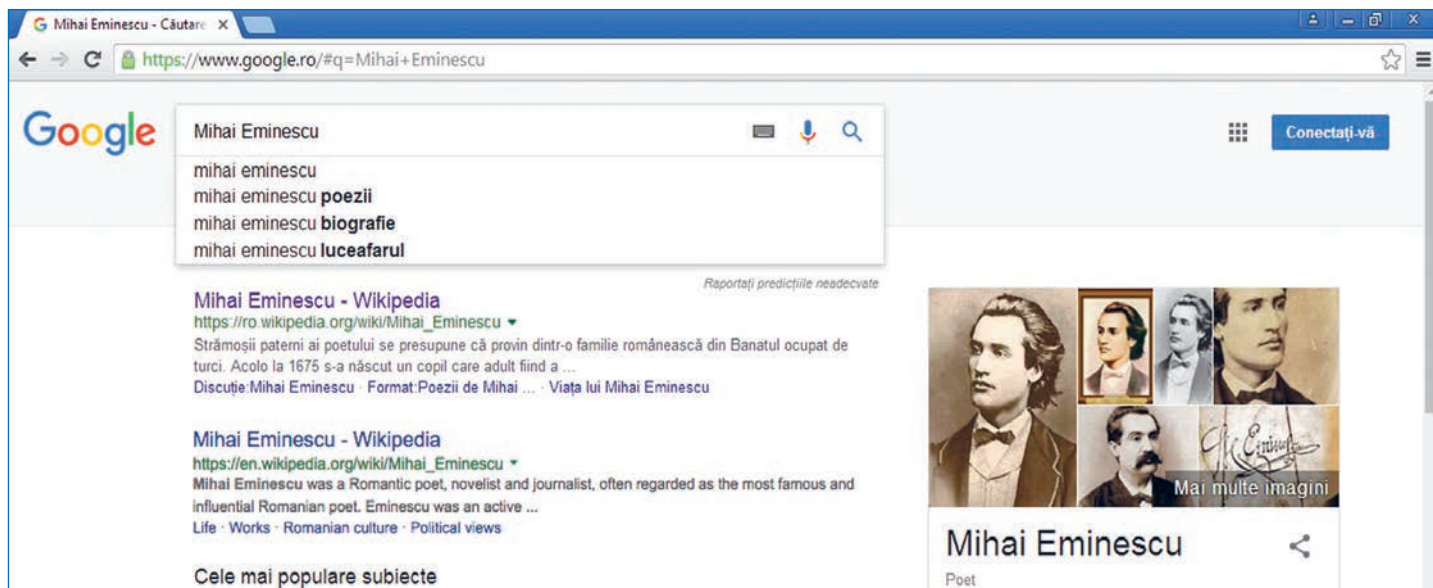 Mihai Eminescu - Căutare
https://www.google.ro/#q=Mihai+Eminescu
Google
Mihai Eminescu
Conectați-vă
mihai eminescu
mihai eminescu poezii
mihai eminescu biografie
mihai eminescu luceafarul
Raportați predicțiile neadecvate
Mihai Eminescu - Wikipedia
https://ro.wikipedia.org/wiki/Mihai_Eminescu
Strămoșii paterni ai poetului se presupune că provin dintr-o familie românească din Banatul ocupat de
turci. Acolo la 1675 s-a născut un copil care adult fiind a ...
Discuție:Mihai Eminescu · Format:Poezii de Mihai ... · Viața lui Mihai Eminescu
Mihai Eminescu - Wikipedia
https://en.wikipedia.org/wiki/Mihai_Eminescu
Mihai Eminescu was a Romantic poet, novelist and journalist, often regarded as the most famous and
influential Romanian poet. Eminescu was an active ...
Life · Works · Romanian culture · Political views
Cele mai populare subiecte
Mai multe imagini
Mihai Eminescu
Poet